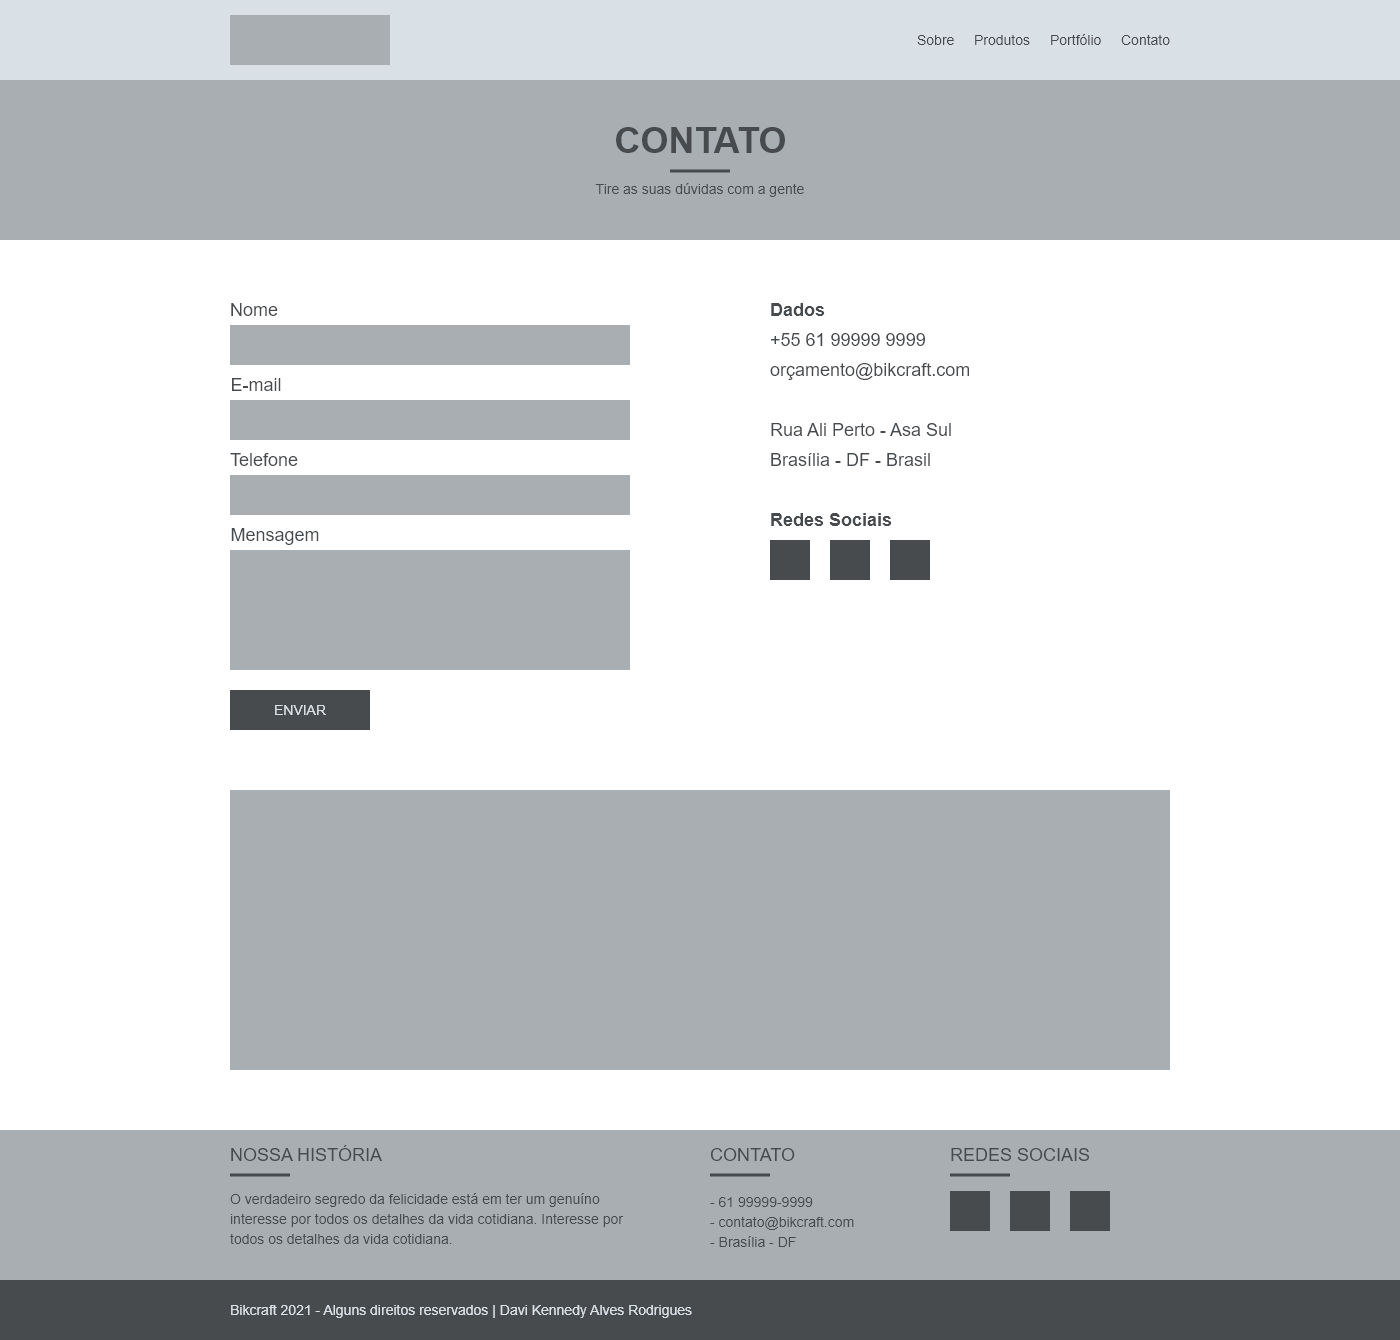 Sobre Produtos Portfólio Contato
CONTATO
Tire as suas dúvidas com a gente
Nome
E-mail
Telefone
Mensagem
ENVIAR
Dados
+55 61 99999 9999
orçamento@bikcraft.com
Rua Ali Perto - Asa Sul
Brasília - DF - Brasil
Redes Sociais
NOSSA HISTÓRIA
O verdadeiro segredo da felicidade está em ter um genuíno
interesse por todos os detalhes da vida cotidiana. Interesse por
todos os detalhes da vida cotidiana.
CONTATO
- 61 99999-9999
- contato@bikcraft.com
- Brasília - DF
REDES SOCIAIS
Bikcraft 2021 - Alguns direitos reservados | Davi Kennedy Alves Rodrigues